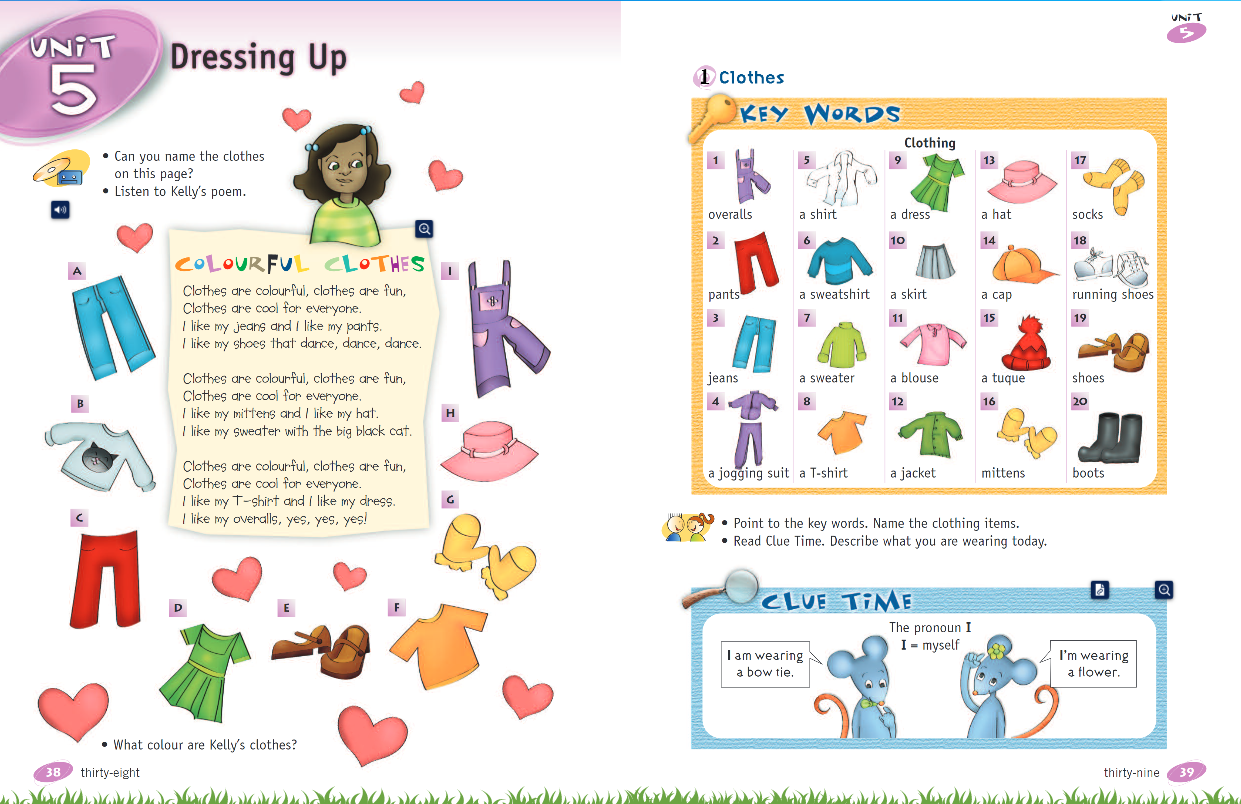 UNIT
5
Dressing Up
• Can you name the clothes
on this page?
• Listen to Kelly's poem.
COLOURFUL CLOTHES
Clothes are colourful, clothes are fun,
Clothes are cool for everyone.
I like my jeans and I like my pants.
I like my shoes that dance, dance, dance.
Clothes are colourful, clothes are fun,
Clothes are cool for everyone.
I like my mittens and I like my hat.
I like my sweater with the big black cat.
Clothes are colourful, clothes are fun,
Clothes are cool for everyone.
I like my T-shirt and I like my dress.
I like my overalls, yes, yes, yes!
A
B
C
D
E
F
G
H
I
• What colour are Kelly's clothes?
38 thirty-eight
UNIT
5
1 Clothes
KEY WORDS
Clothing
1 5 9 13 17
overalls a shirt a dress a hat socks
2 6 10 14 18
pants a sweatshirt a skirt a cap running shoes
3 7 11 15 19
jeans a sweater a blouse a tuque shoes
4 8 12 16 20
a jogging suit a T-shirt a jacket mittens boots
• Point to the key words. Name the clothing items.
• Read Clue Time. Describe what you are wearing today.
CLUE TIME
The pronoun I
I = myself
I am wearing
a bow tie.
I'm wearing
a flower.
thirty-nine 39